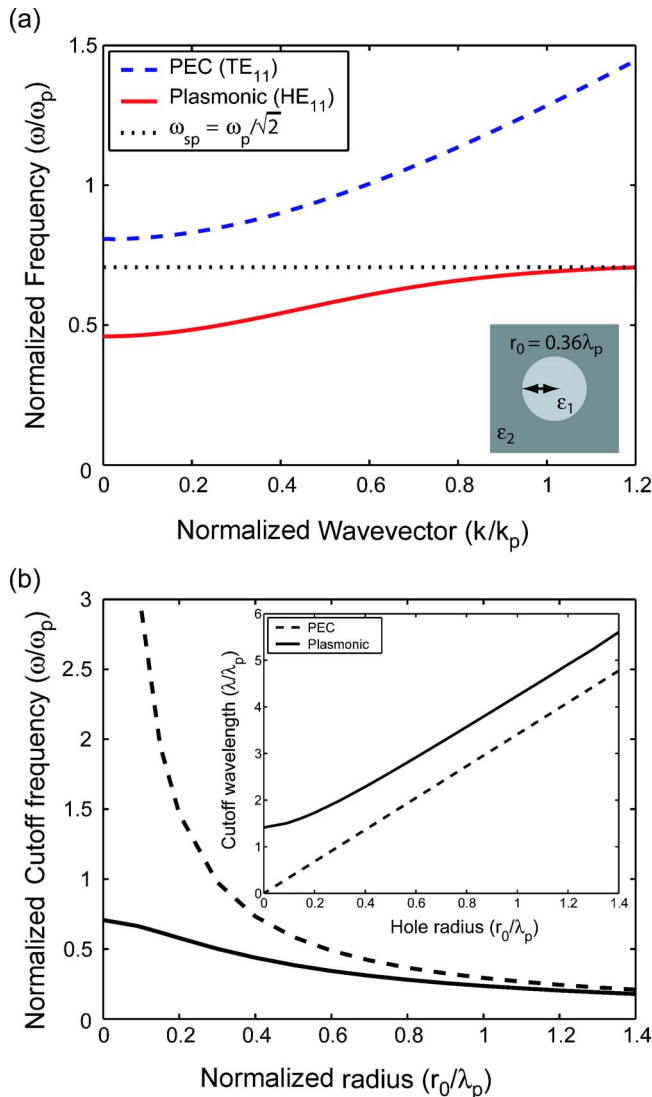 (a)
1.5
1
0.5
0
Normalized Frequency (ω/ωp)
PEC (TE11)
Plasmonic (HE11)
ωsp = ωp/√2
r0 = 0.36λp
ε1
ε2
0 0.2 0.4 0.6 0.8 1 1.2
Normalized Wavevector (k/kp)
(b)
3
2.5
2
1.5
1
0.5
0
Normalized Cutoff frequency (ω/ωp)
PEC
Plasmonic
6
5
4
3
2
1
0
Cutoff wavelength (λ/λp)
0 0.2 0.4 0.6 0.8 1 1.2 1.4
Hole radius (r0/λp)
0 0.2 0.4 0.6 0.8 1 1.2 1.4
Normalized radius (r0/λp)